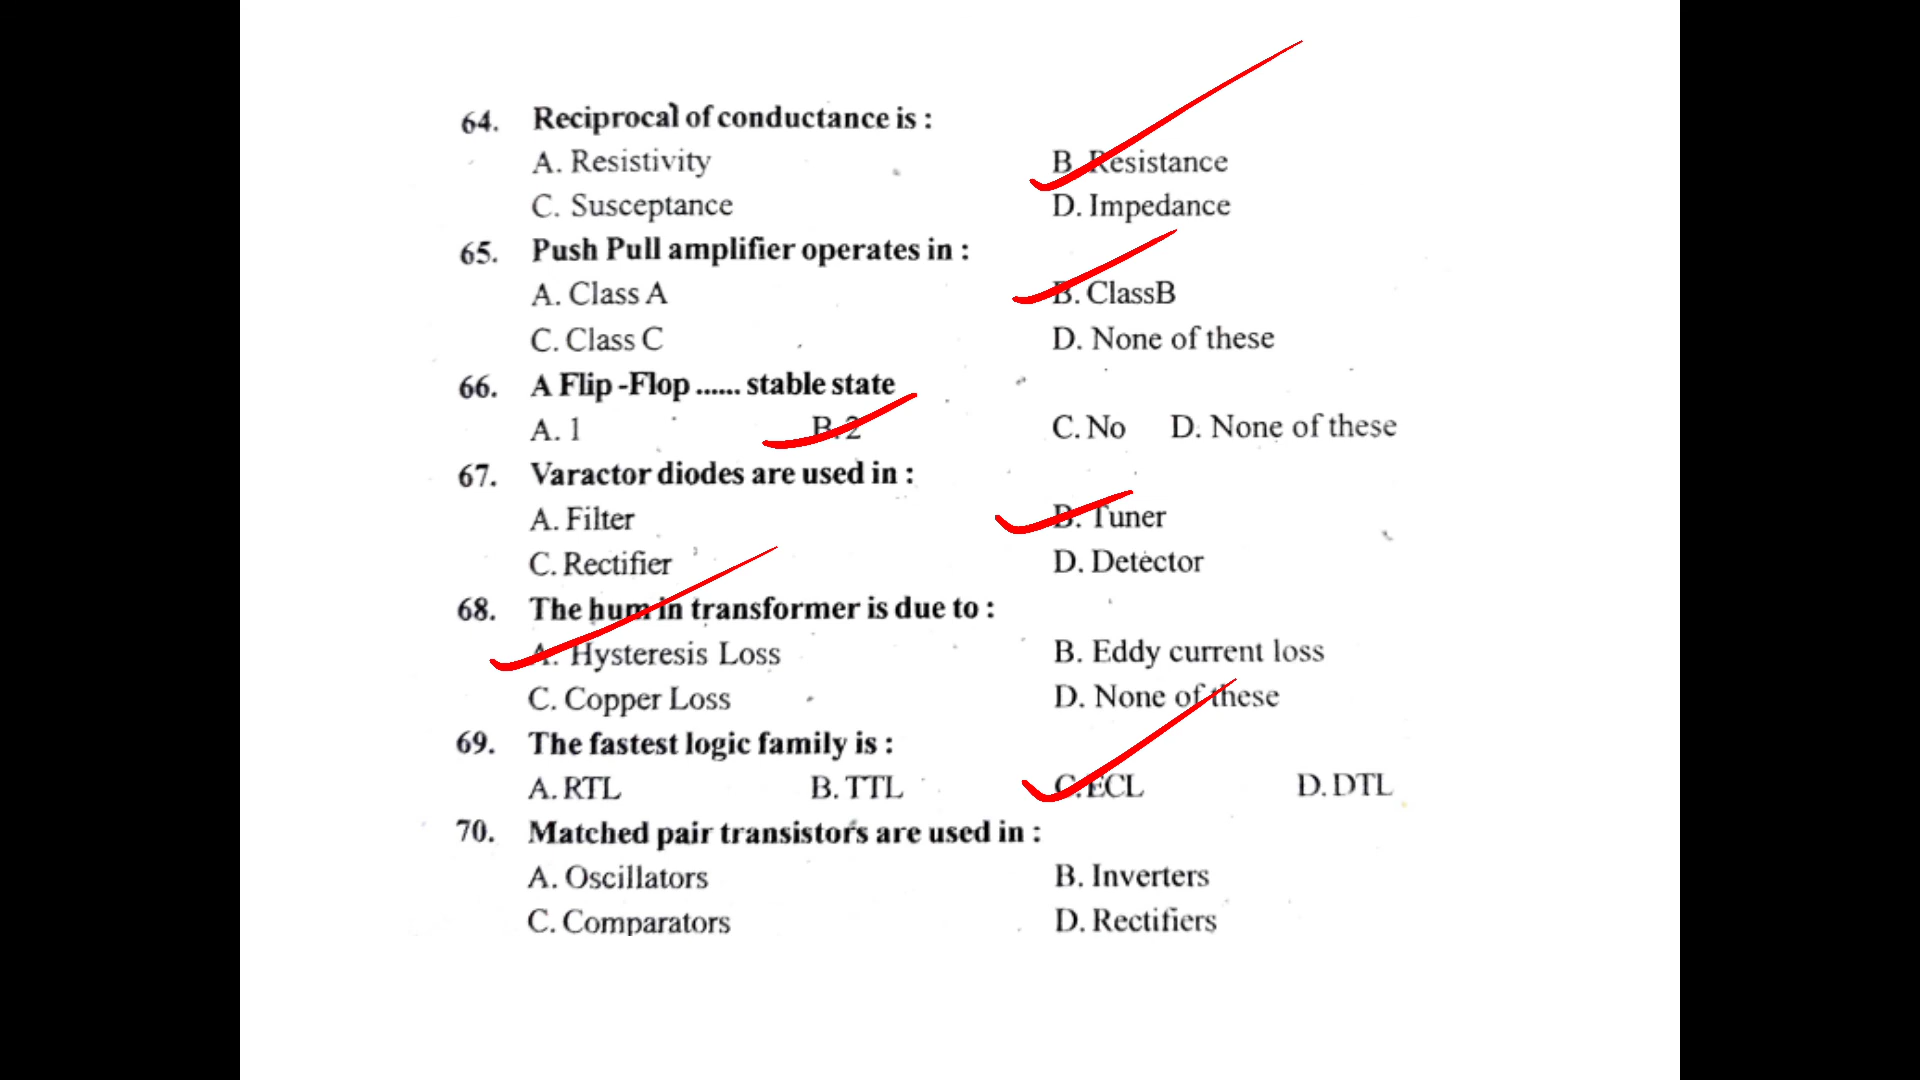 64. Reciprocal of conductance is :
A. Resistivity B. Resistance
C. Susceptance D. Impedance
65. Push Pull amplifier operates in :
A. Class A B. ClassB
C. Class C D. None of these
66. A Flip -Flop ...... stable state
A. 1 B. 2 C. No D. None of these
67. Varactor diodes are used in :
A. Filter B. Tuner
C. Rectifier D. Detector
68. The hum in transformer is due to :
A. Hysteresis Loss B. Eddy current loss
C. Copper Loss D. None of these
69. The fastest logic family is :
A. RTL B. TTL C. ECL D. DTL
70. Matched pair transistors are used in :
A. Oscillators B. Inverters
C. Comparators D. Rectifiers